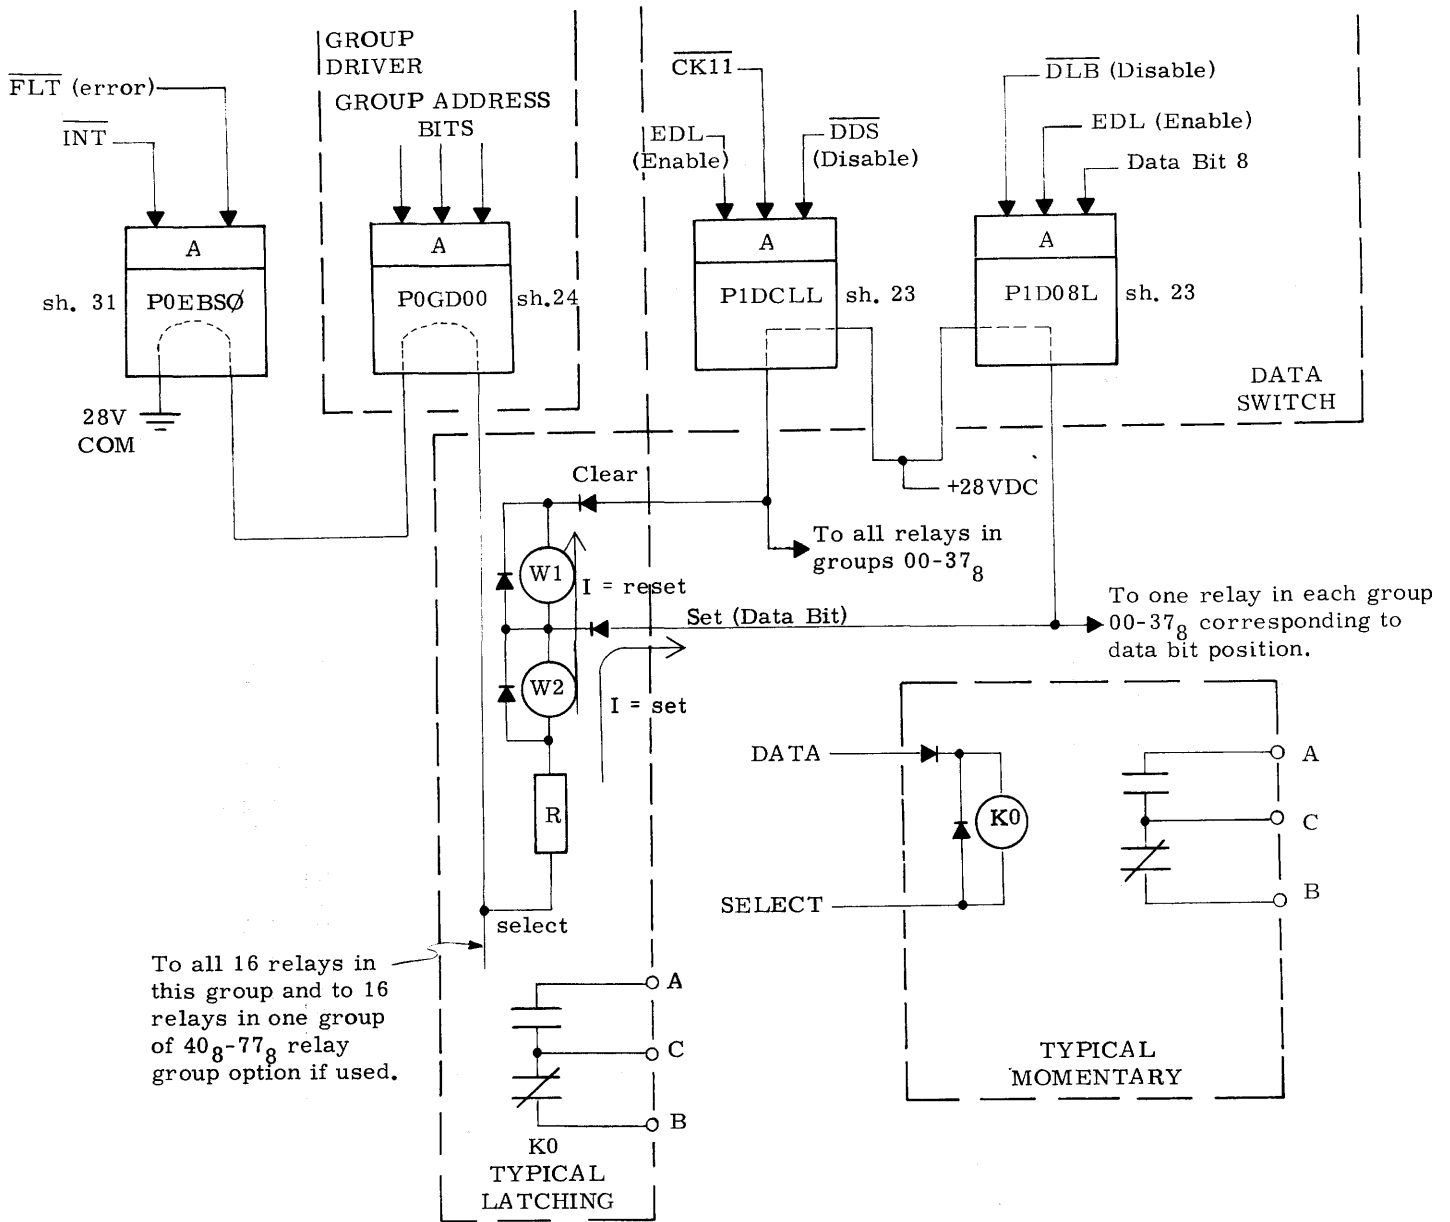 GROUP
DRIVER
GROUP ADDRESS
BITS
FLT (error)
INT
CK11
EDL
(Enable)
DDS
(Disable)
DLB (Disable)
EDL (Enable)
Data Bit 8
A
A
A
A
sh. 31
P0EBSØ
P0GD00
sh.24
P1DCLL
sh. 23
P1D08L
sh. 23
DATA
SWITCH
28V
COM
Clear
+28VDC
To all relays in
groups 00-37₈
W1
I = reset
Set (Data Bit)
To one relay in each group
00-37₈ corresponding to
data bit position.
W2
I = set
R
select
DATA
SELECT
K0
A
C
B
TYPICAL
MOMENTARY
To all 16 relays in
this group and to 16
relays in one group
of 40₈-77₈ relay
group option if used.
A
C
B
K0
TYPICAL
LATCHING